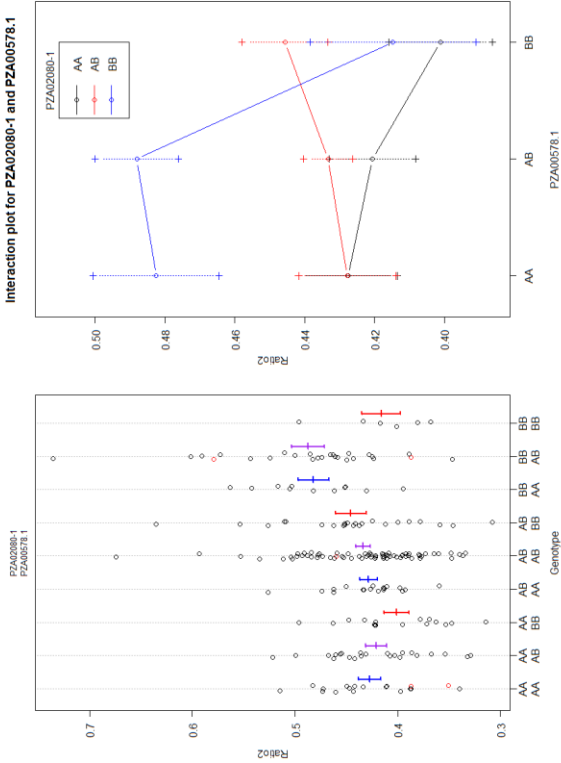 PZA02080-1
PZA00578.1
Ratio2
0.7
0.6
0.5
0.4
0.3
AA AA AA AB AB AB BB BB BB
AA AB BB AA AB BB AA AB BB
Genotype
Interaction plot for PZA02080-1 and PZA00578.1
PZA02080-1
AA
AB
BB
Ratio2
0.50
0.48
0.46
0.44
0.42
0.40
AA AB BB
PZA00578.1